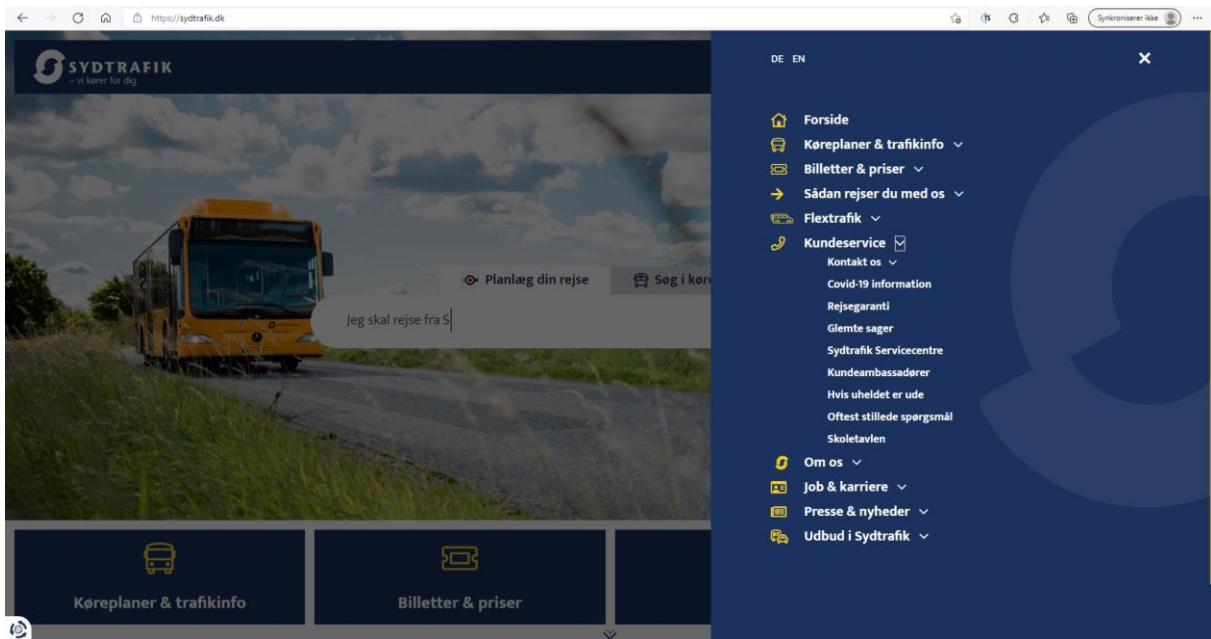 https://sydtrafik.dk
Synkroniserer ikke
SYDTRAFIK
– vi kører for dig
Planlæg din rejse
Søg i køre
Jeg skal rejse fra S
Køreplaner & trafikinfo
Billetter & priser
DE EN
Forside
Køreplaner & trafikinfo
Billetter & priser
Sådan rejser du med os
Flextrafik
Kundeservice
Kontakt os
Covid-19 information
Rejsegaranti
Glemte sager
Sydtrafik Servicecentre
Kundeambassadører
Hvis uheldet er ude
Oftest stillede spørgsmål
Skoletavlen
Om os
Job & karriere
Presse & nyheder
Udbud i Sydtrafik